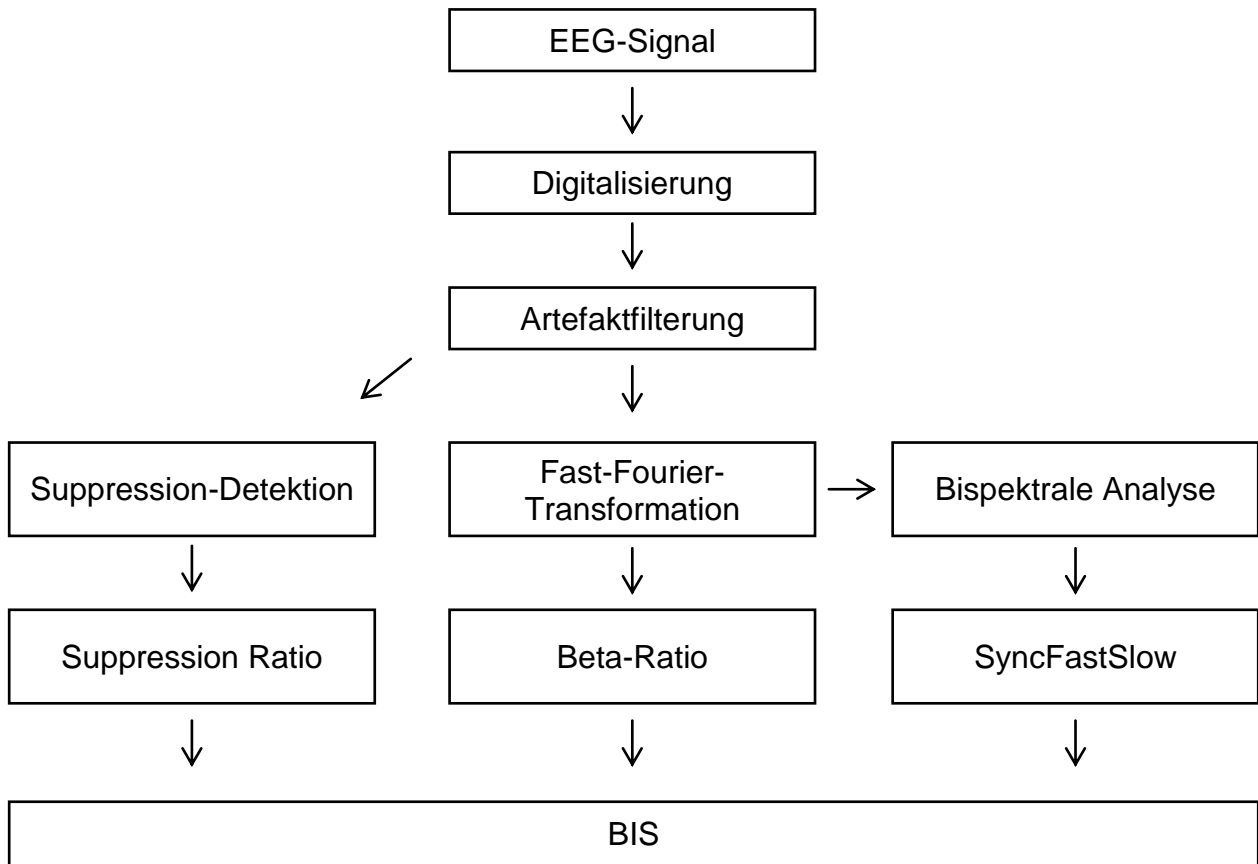 EEG-Signal
Digitalisierung
Artefaktfilterung
Suppression-Detektion
Fast-Fourier-
Transformation
Bispektrale Analyse
Suppression Ratio
Beta-Ratio
SyncFastSlow
BIS